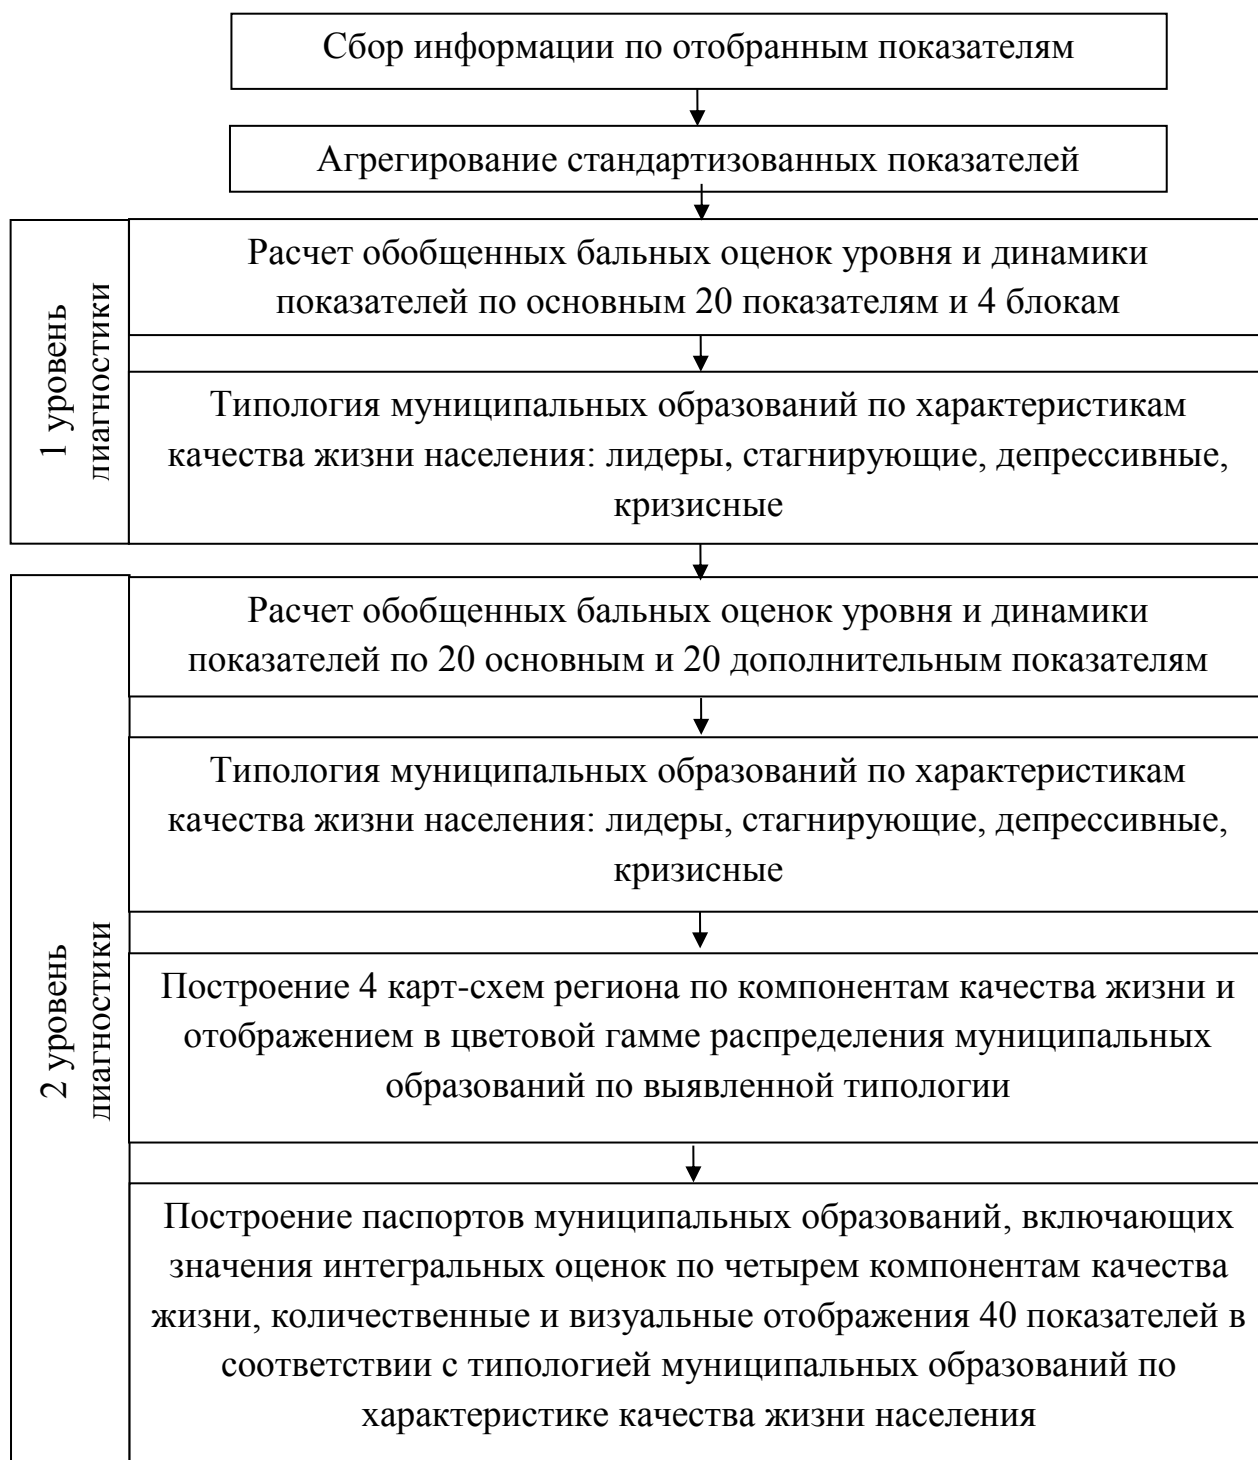 Сбор информации по отобранным показателям
Агрегирование стандартизованных показателей
1 уровень
диагностики
Расчет обобщенных бальных оценок уровня и динамики
показателей по основным 20 показателям и 4 блокам
Типология муниципальных образований по характеристикам
качества жизни населения: лидеры, стагнирующие, депрессивные,
кризисные
2 уровень
диагностики
Расчет обобщенных бальных оценок уровня и динамики
показателей по 20 основным и 20 дополнительным показателям
Типология муниципальных образований по характеристикам
качества жизни населения: лидеры, стагнирующие, депрессивные,
кризисные
Построение 4 карт-схем региона по компонентам качества жизни и
отображением в цветовой гамме распределения муниципальных
образований по выявленной типологии
Построение паспортов муниципальных образований, включающих
значения интегральных оценок по четырем компонентам качества
жизни, количественные и визуальные отображения 40 показателей в
соответствии с типологией муниципальных образований по
характеристике качества жизни населения